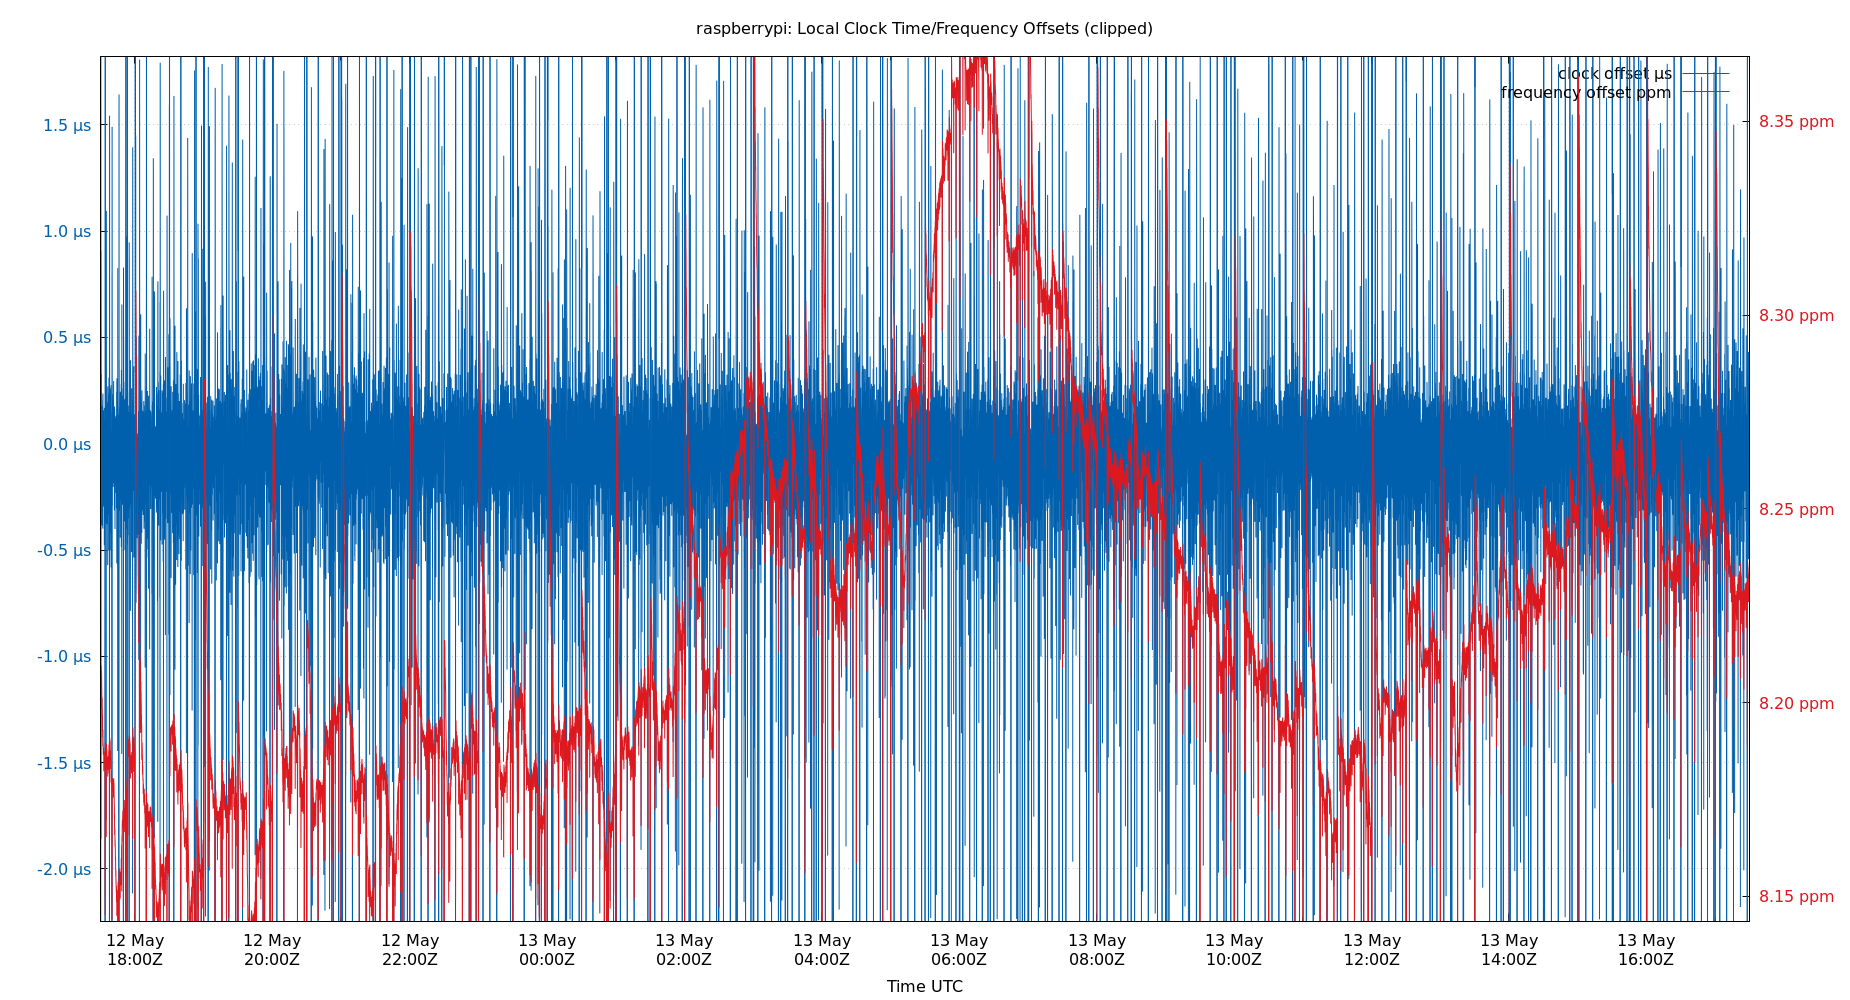 raspberrypi: Local Clock Time/Frequency Offsets (clipped)
clock offset µs
frequency offset ppm
1.5 µs
1.0 µs
0.5 µs
0.0 µs
-0.5 µs
-1.0 µs
-1.5 µs
-2.0 µs
8.35 ppm
8.30 ppm
8.25 ppm
8.20 ppm
8.15 ppm
12 May
18:00Z
12 May
20:00Z
12 May
22:00Z
13 May
00:00Z
13 May
02:00Z
13 May
04:00Z
13 May
06:00Z
13 May
08:00Z
13 May
10:00Z
13 May
12:00Z
13 May
14:00Z
13 May
16:00Z
Time UTC